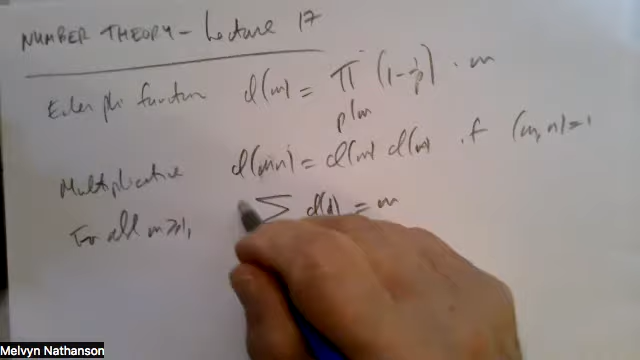 NUMBER THEORY - Lecture 17
Euler phi function φ(m) = ∏ (1 - 1/p) · m
p|m
Multiplicative φ(mn) = φ(m) φ(n) if (m,n)=1
For all m≥1, ∑ φ(d) = m
Melvyn Nathanson